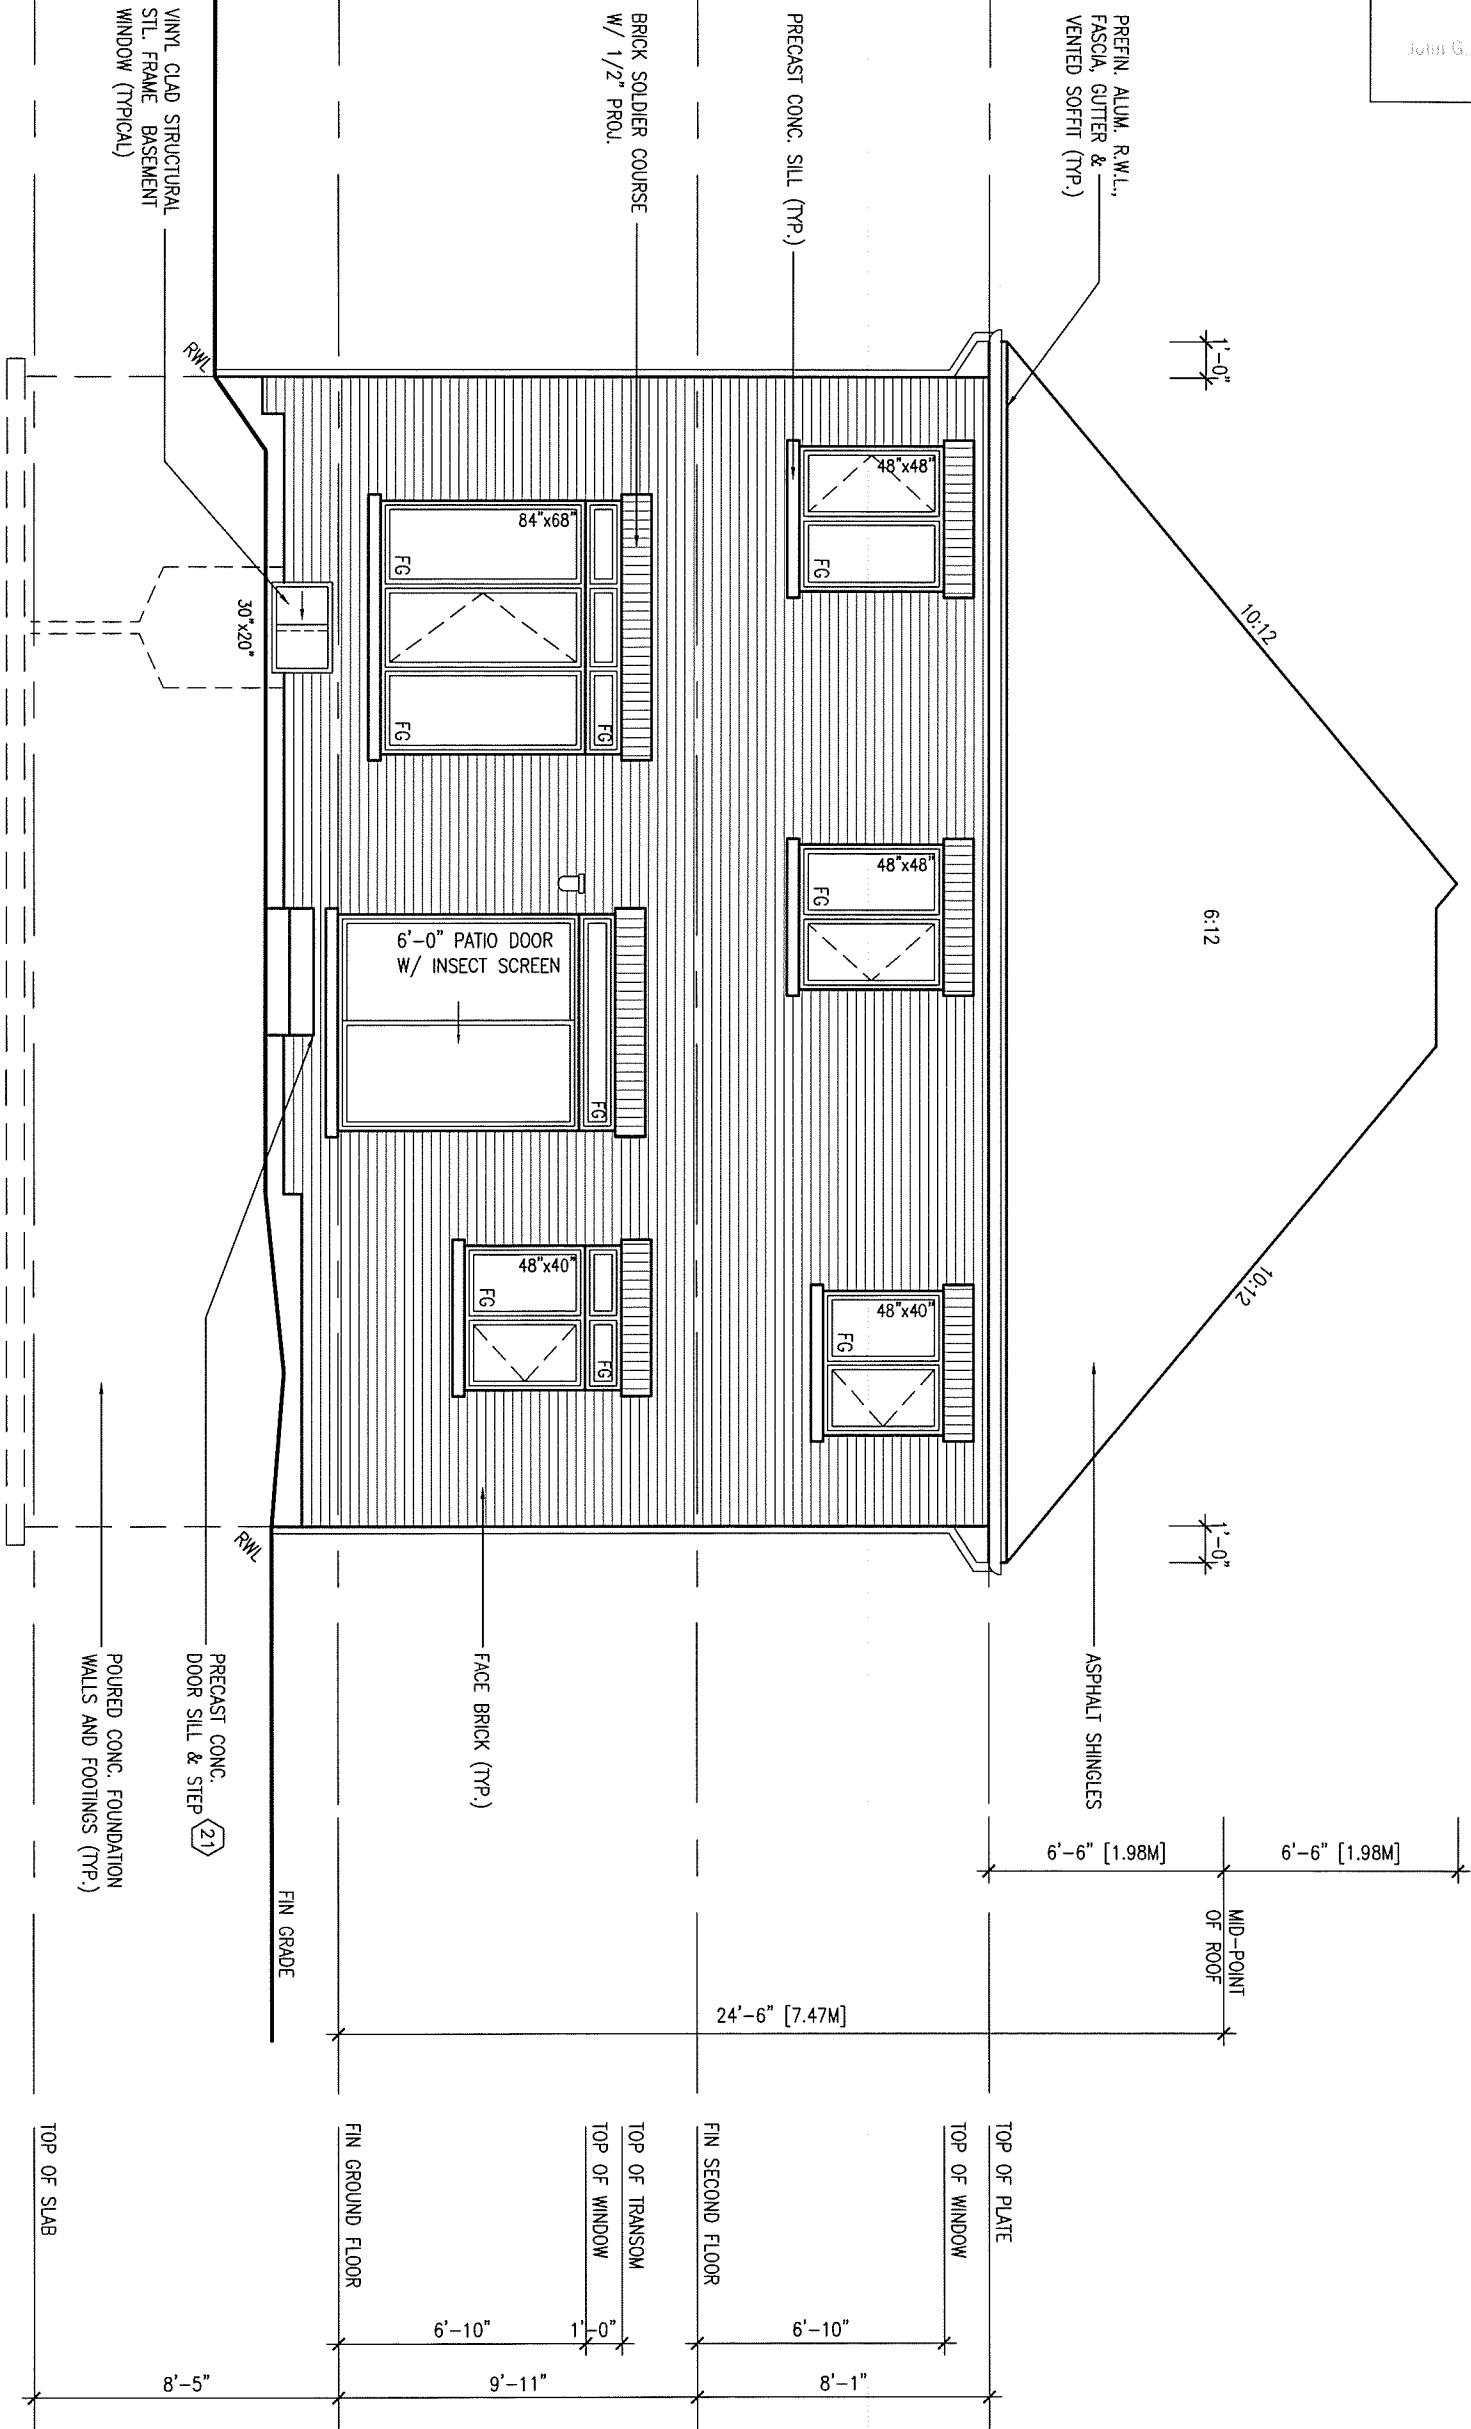 John G.
PREFIN. ALUM. R.W.L.,
FASCIA, GUTTER &
VENTED SOFFIT (TYP.)
PRECAST CONC. SILL (TYP.)
BRICK SOLDIER COURSE
W/ 1/2" PROJ.
VINYL CLAD STRUCTURAL
STL. FRAME BASEMENT
WINDOW (TYPICAL)
1'-0"
10:12
6:12
10:12
1'-0"
48"x48"
FG
48"x48"
FG
48"x40"
FG
84"x68"
FG
FG
FG
6'-0" PATIO DOOR
W/ INSECT SCREEN
FG
48"x40"
FG
FG
30"x20"
RWL
RWL
ASPHALT SHINGLES
FACE BRICK (TYP.)
PRECAST CONC.
DOOR SILL & STEP 21
POURED CONC. FOUNDATION
WALLS AND FOOTINGS (TYP.)
FIN GRADE
6'-6" [1.98M]
6'-6" [1.98M]
MID-POINT
OF ROOF
24'-6" [7.47M]
TOP OF PLATE
TOP OF WINDOW
FIN SECOND FLOOR
TOP OF TRANSOM
TOP OF WINDOW
FIN GROUND FLOOR
TOP OF SLAB
6'-10"
1'-0"
6'-10"
8'-5"
9'-11"
8'-1"